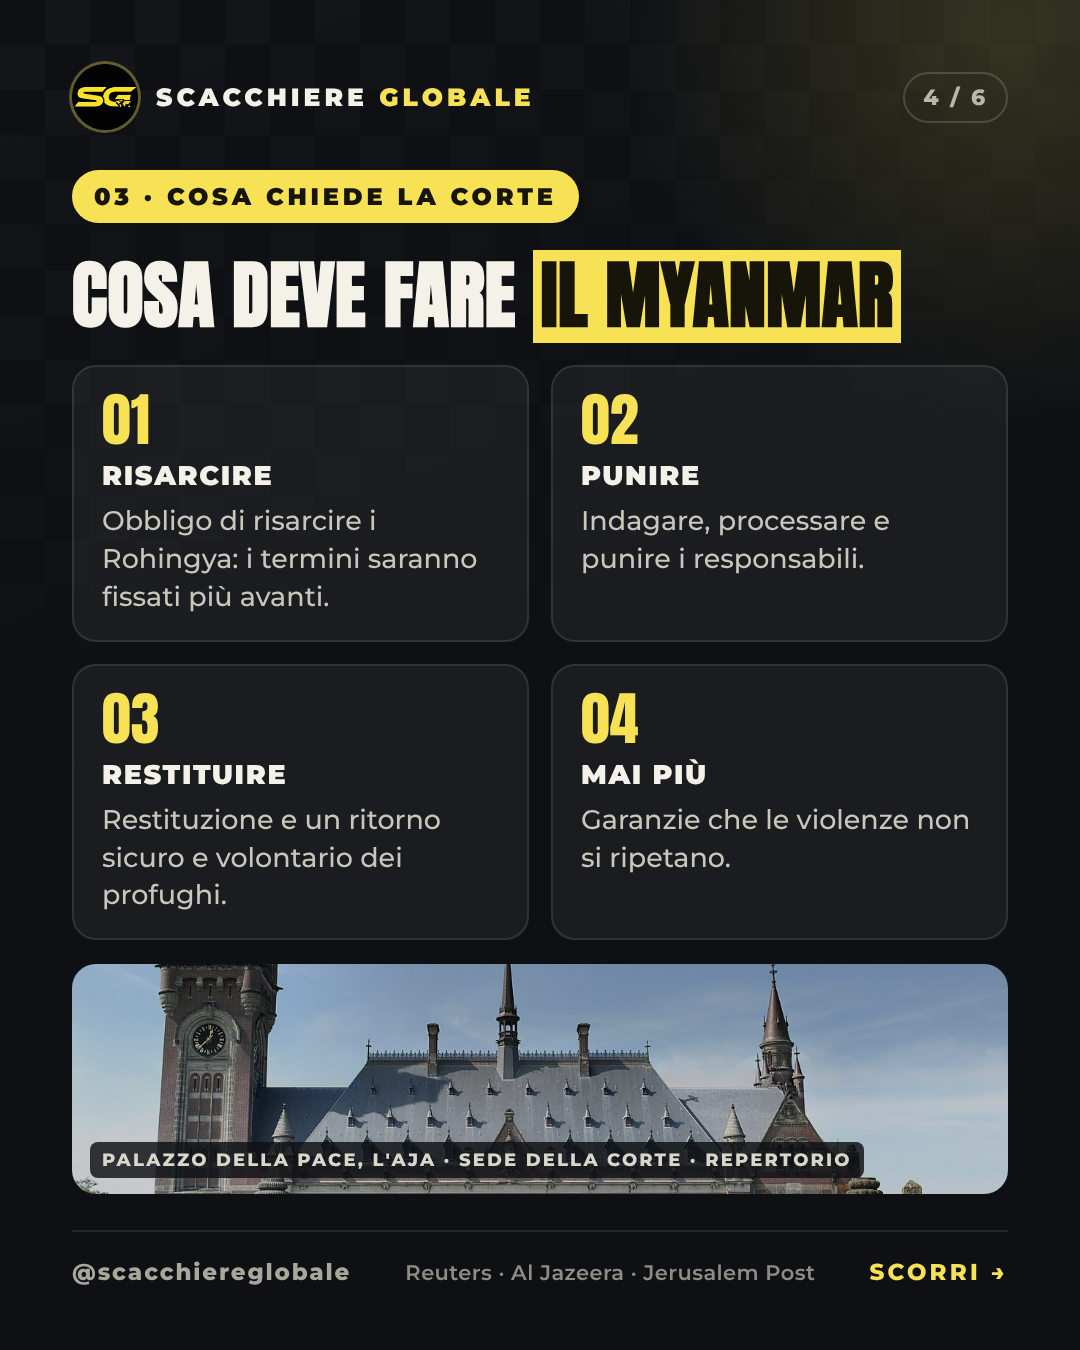 SG
SCACCHIERE GLOBALE
4 / 6
03 · COSA CHIEDE LA CORTE
COSA DEVE FARE IL MYANMAR
01
RISARCIRE
Obbligo di risarcire i
Rohingya: i termini saranno
fissati più avanti.
02
PUNIRE
Indagare, processare e
punire i responsabili.
03
RESTITUIRE
Restituzione e un ritorno
sicuro e volontario dei
profughi.
04
MAI PIÙ
Garanzie che le violenze non
si ripetano.
PALAZZO DELLA PACE, L'AJA · SEDE DELLA CORTE · REPERTORIO
@scacchiereglobale
Reuters · Al Jazeera · Jerusalem Post
SCORRI →